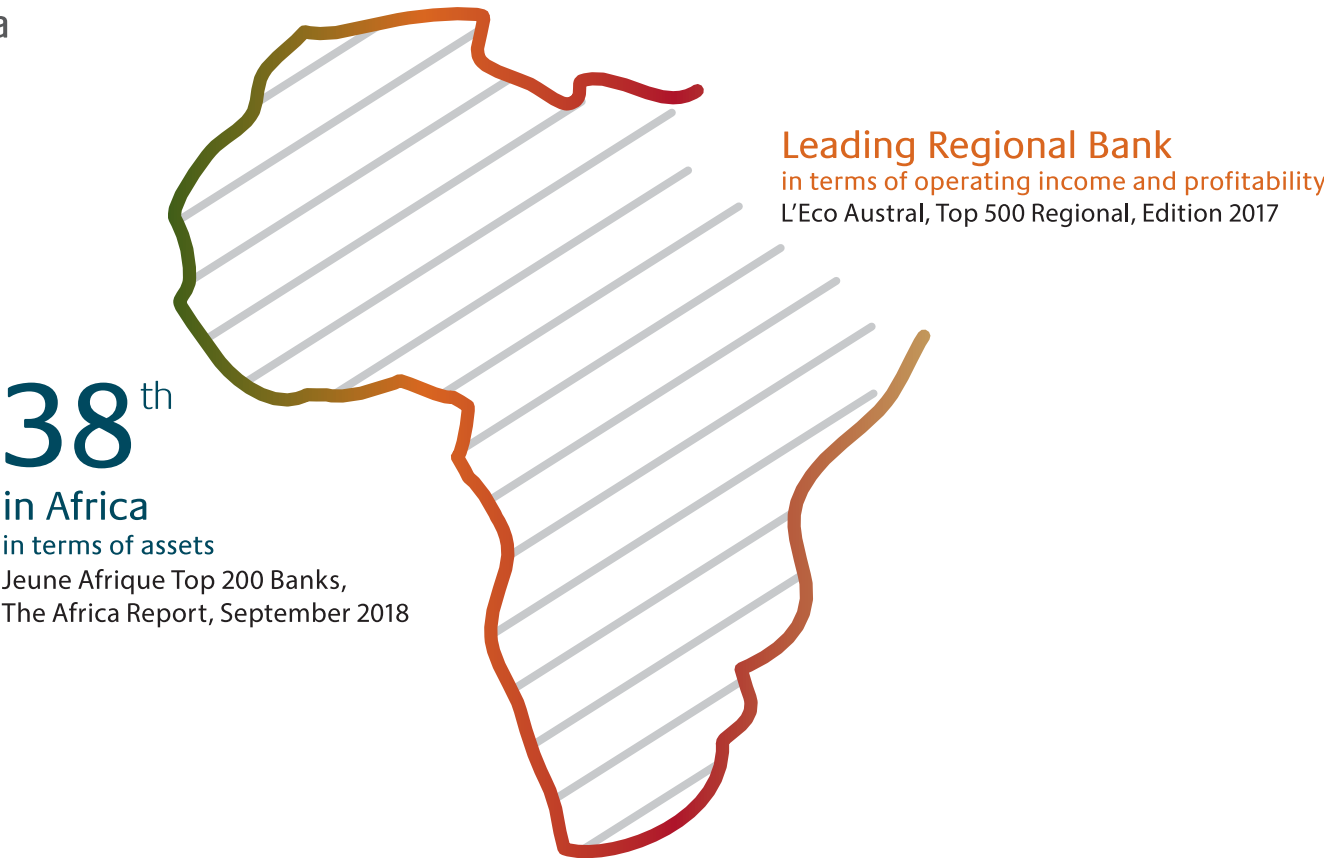 a
Leading Regional Bank
in terms of operating income and profitability
L’Eco Austral, Top 500 Regional, Edition 2017
38th
in Africa
in terms of assets
Jeune Afrique Top 200 Banks,
The Africa Report, September 2018